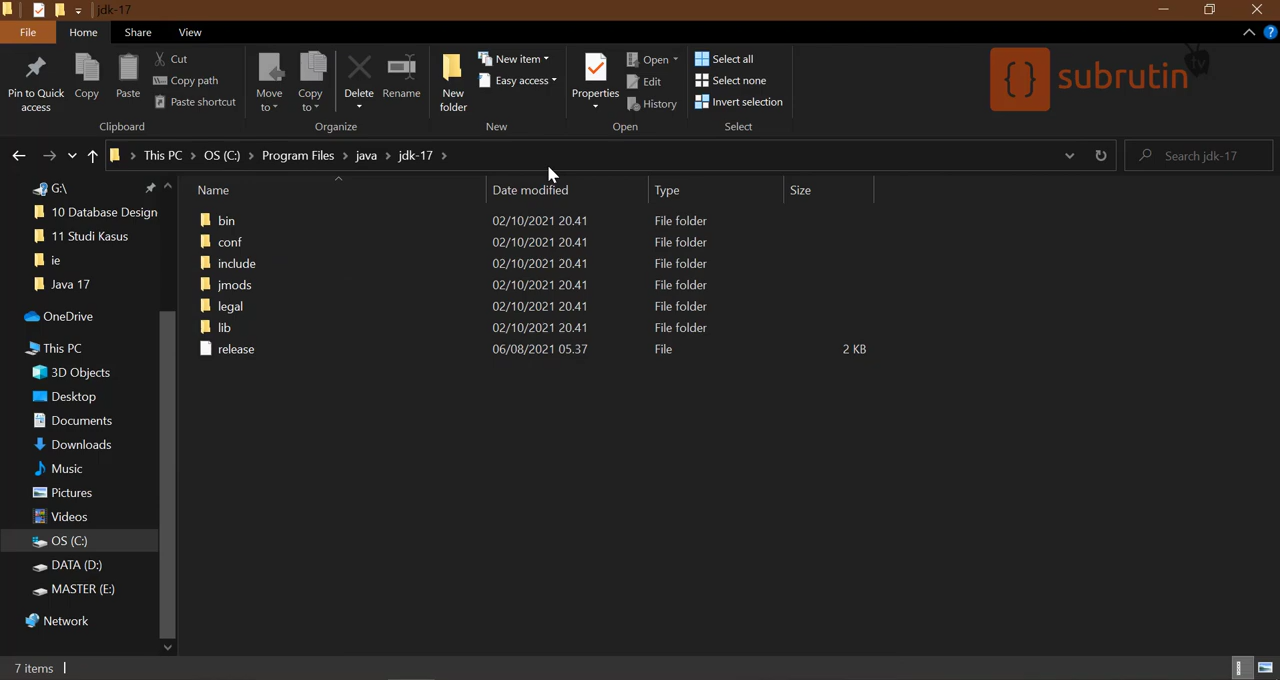 jdk-17
File Home Share View
Pin to Quick access
Copy
Paste
Cut
Copy path
Paste shortcut
Clipboard
Move to
Copy to
Delete
Rename
Organize
New folder
New item
Easy access
New
Properties
Open
Edit
History
Open
Select all
Select none
Invert selection
Select
{} subrutin tv
This PC > OS (C:) > Program Files > java > jdk-17 >
Search jdk-17
G:\
10 Database Design
11 Studi Kasus
ie
Java 17
OneDrive
This PC
3D Objects
Desktop
Documents
Downloads
Music
Pictures
Videos
OS (C:)
DATA (D:)
MASTER (E:)
Network
Name Date modified Type Size
bin 02/10/2021 20.41 File folder
conf 02/10/2021 20.41 File folder
include 02/10/2021 20.41 File folder
jmods 02/10/2021 20.41 File folder
legal 02/10/2021 20.41 File folder
lib 02/10/2021 20.41 File folder
release 06/08/2021 05.37 File 2 KB
7 items